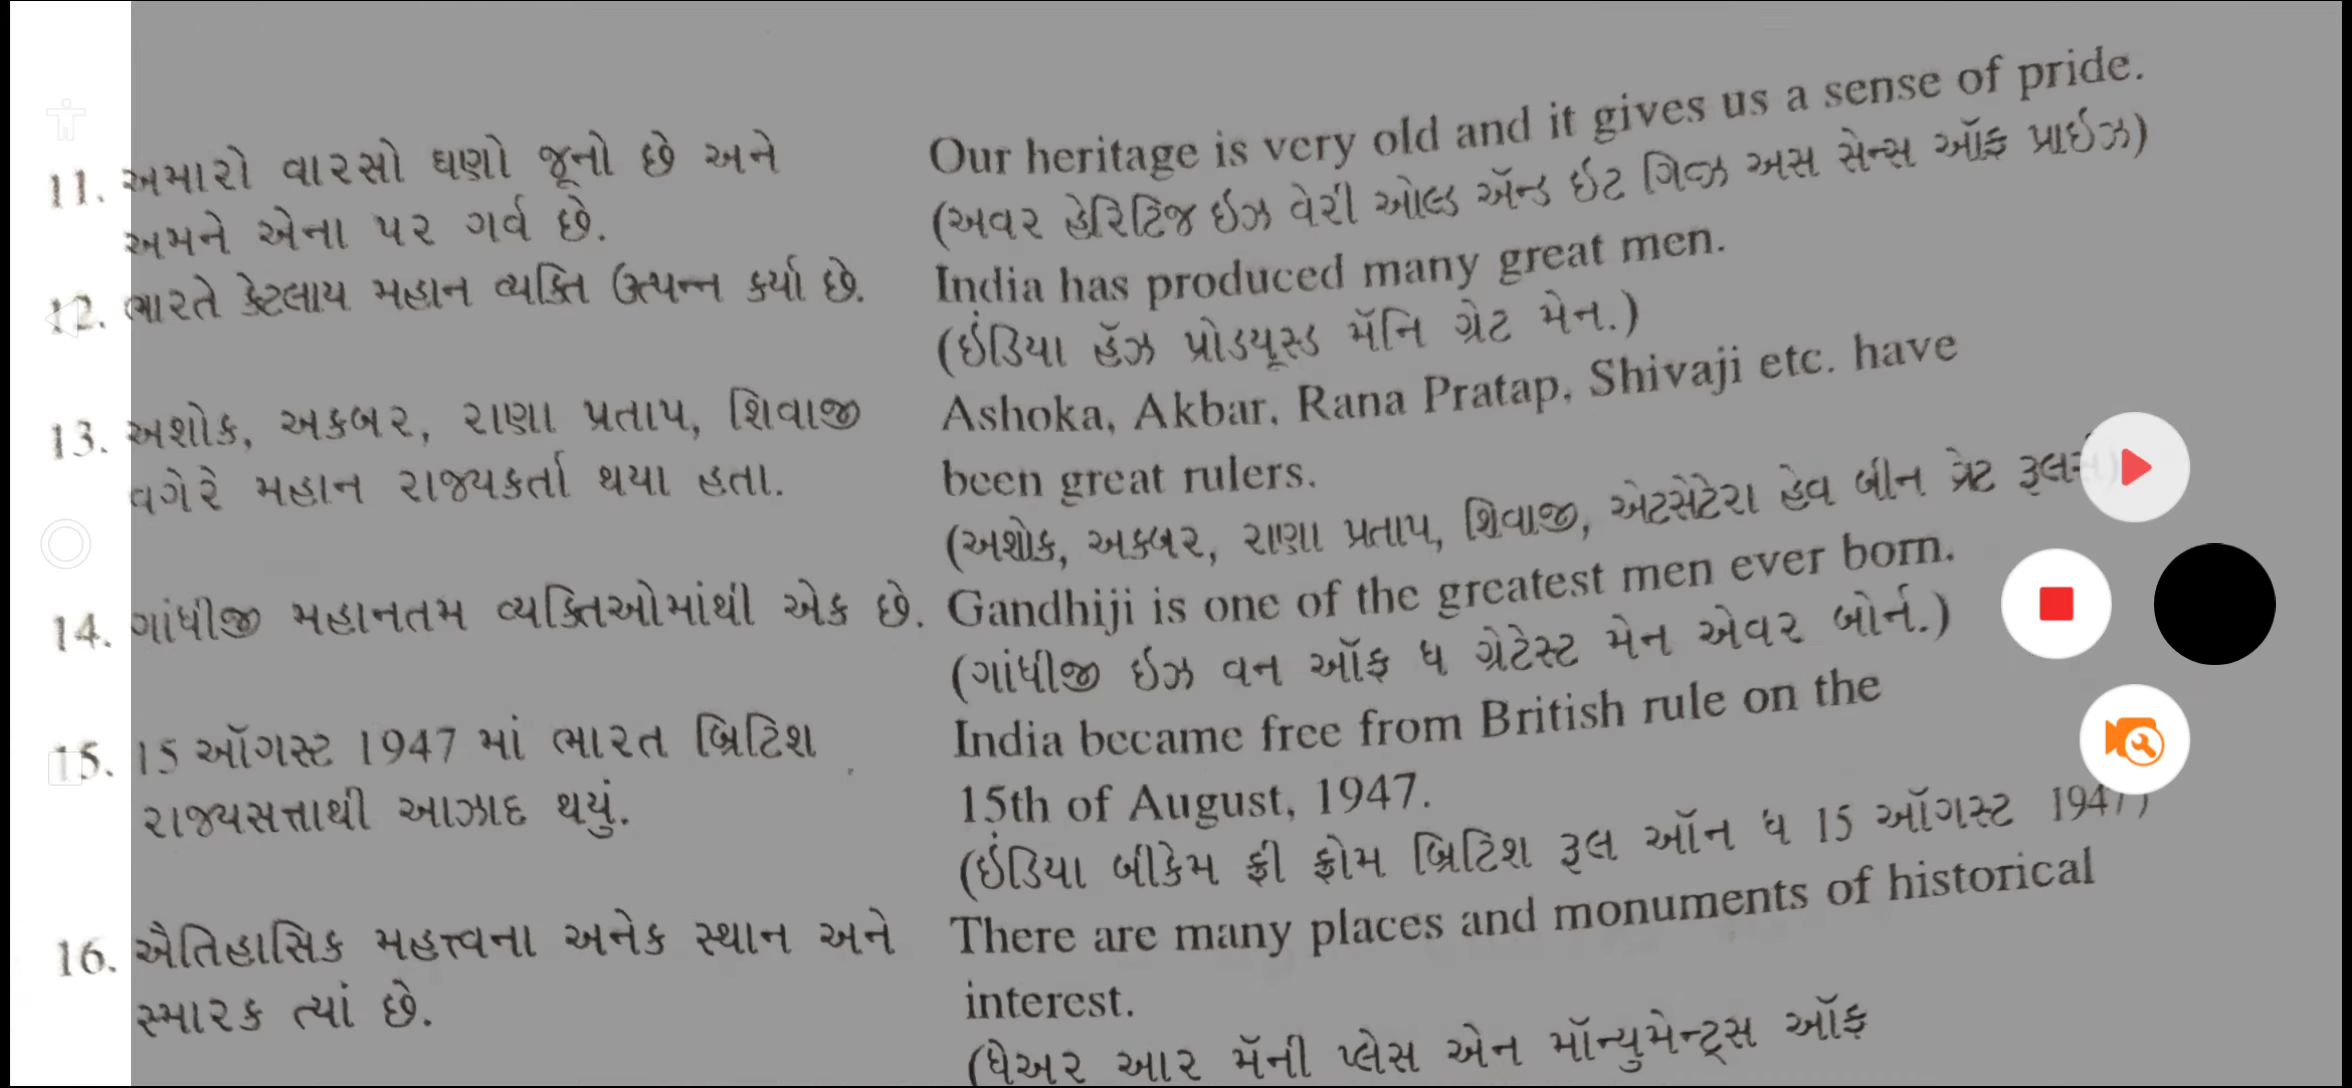 11. અમારો વારસો ઘણો જૂનો છે અને
અમને એના પર ગર્વ છે.
Our heritage is very old and it gives us a sense of pride.
(અવર હેરિટિજ ઇઝ વેરી ઓલ્ડ ઍન્ડ ઇટ ગિવ્ઝ અસ સેન્સ ઑફ પ્રાઇઝ)
12. ભારતે કેટલાય મહાન વ્યક્તિ ઉત્પન્ન કર્યા છે.
India has produced many great men.
(ઇંડિયા હૅઝ પ્રોડયૂસ્ડ મૅનિ ગ્રેટ મેન.)
13. અશોક, અકબર, રાણા પ્રતાપ, શિવાજી
વગેરે મહાન રાજ્યકર્તા થયા હતા.
Ashoka, Akbar, Rana Pratap, Shivaji etc. have
been great rulers.
(અશોક, અકબર, રાણા પ્રતાપ, શિવાજી, એટસેટેરા હેવ બીન ગ્રેટ
14. ગાંધીજી મહાનતમ વ્યક્તિઓમાંથી એક છે.
Gandhiji is one of the greatest men ever born.
(ગાંધીજી ઇઝ વન ઑફ ધ ગ્રેટેસ્ટ મેન એવર બોર્ન.)
15. 15 ઑગસ્ટ 1947 માં ભારત બ્રિટિશ
રાજ્યસત્તાથી આઝાદ થયું.
India became free from British rule on the
15th of August, 1947.
(ઇંડિયા બીકેમ ફ્રી ફ્રોમ બ્રિટિશ રૂલ ઑન ધ 15 ઑગસ્ટ 1947)
16. ઐતિહાસિક મહત્ત્વના અનેક સ્થાન અને
સ્મારક ત્યાં છે.
There are many places and monuments of historical
interest.
(ધેઅર આર મૅની પ્લેસ એન મૉન્યુમેન્ટ્સ ઑફ